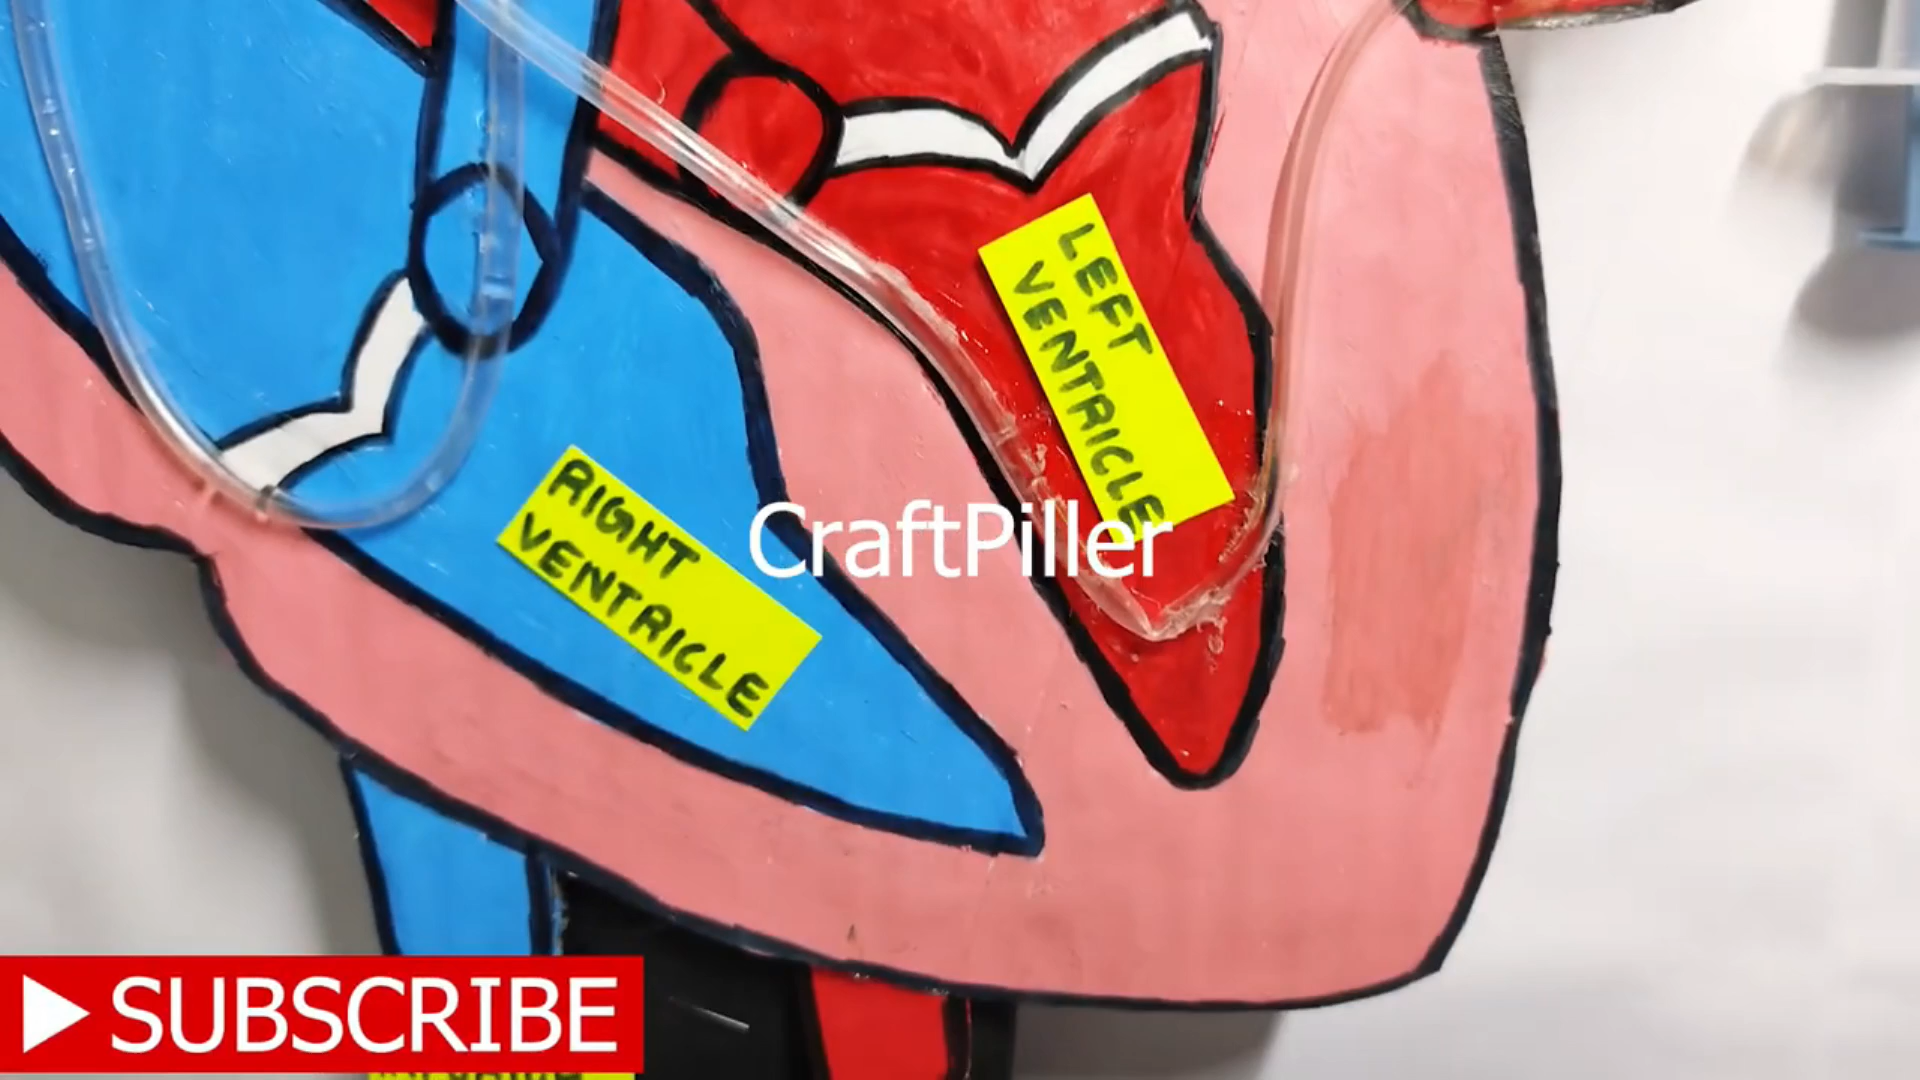 LEFT
VENTRICLE
RIGHT
VENTRICLE
CraftPiller
SUBSCRIBE